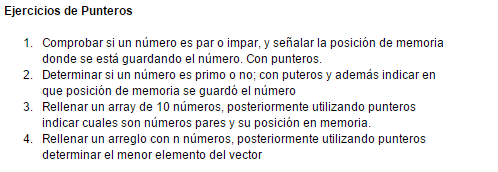 Ejercicios de Punteros
1. Comprobar si un número es par o impar, y señalar la posición de memoria
donde se está guardando el número. Con punteros.
2. Determinar si un número es primo o no; con puteros y además indicar en
que posición de memoria se guardó el número
3. Rellenar un array de 10 números, posteriormente utilizando punteros
indicar cuales son números pares y su posición en memoria.
4. Rellenar un arreglo con n números, posteriormente utilizando punteros
determinar el menor elemento del vector